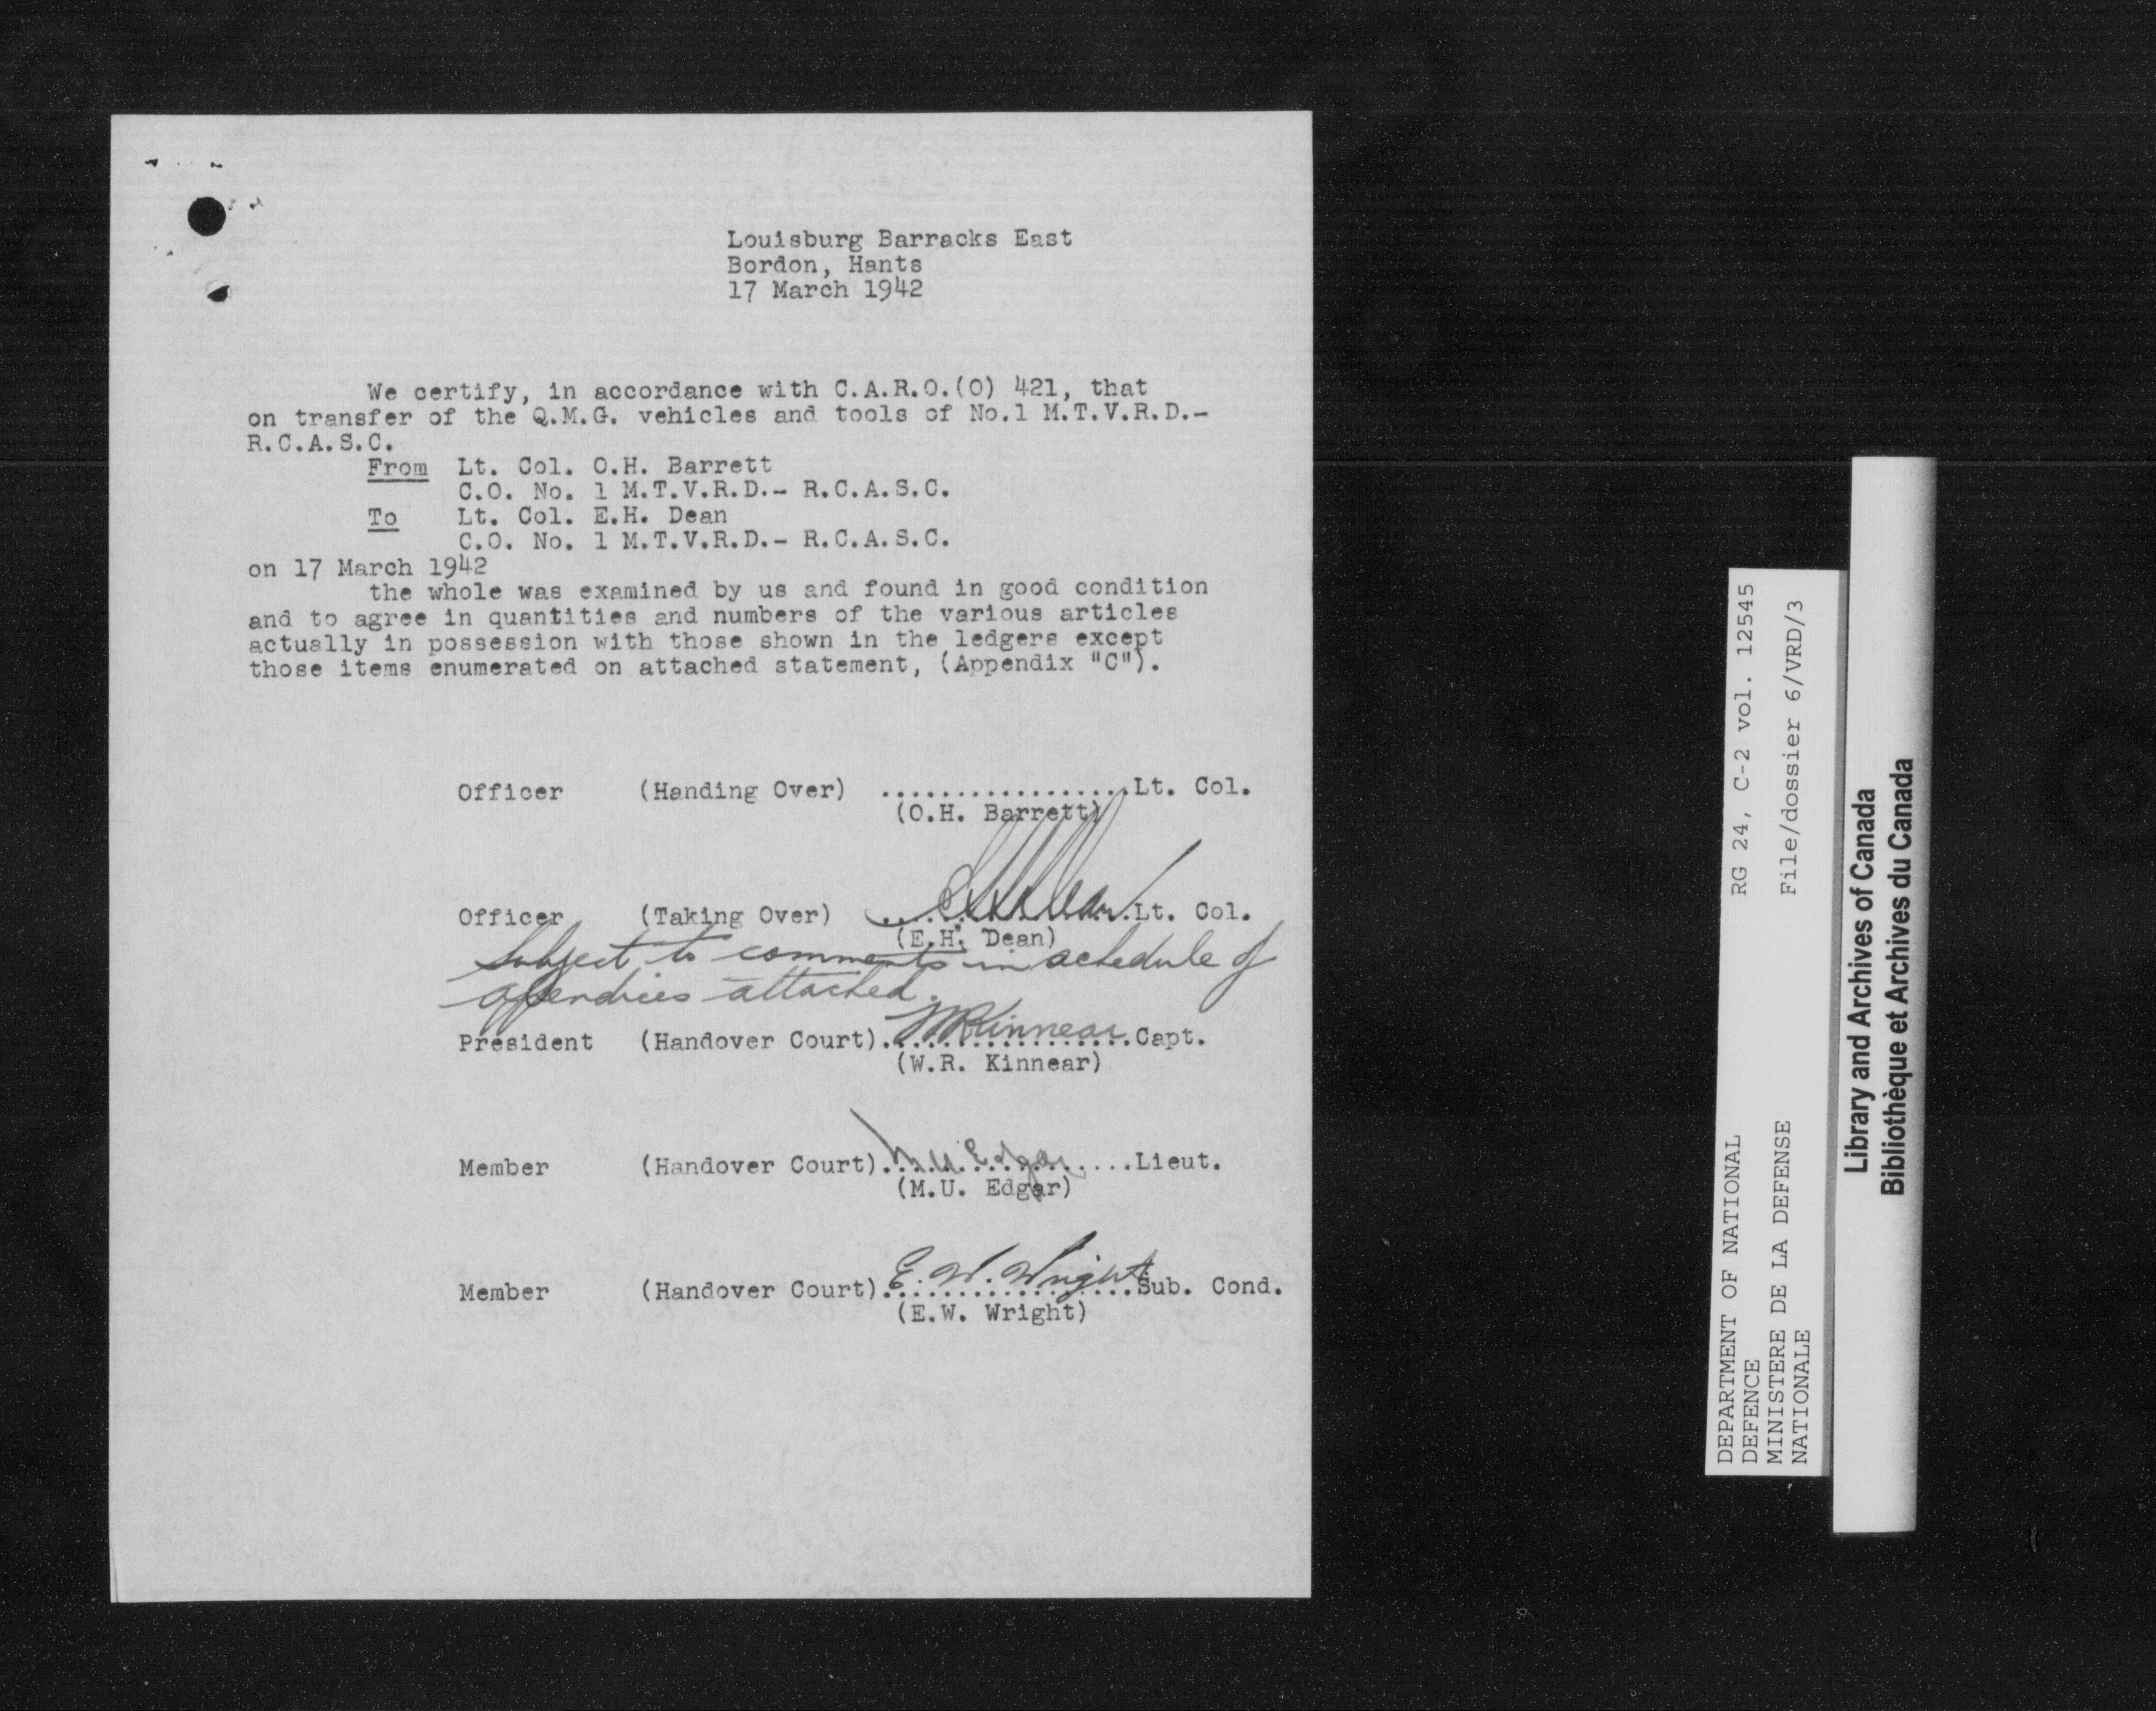 Louisburg Barracks East
Bordon, Hants
17 March 1942
We certify, in accordance with C.A.R.O.(O) 421, that
on transfer of the Q.M.G. vehicles and tools of No.1 M.T.V.R.D.-
R.C.A.S.C.
From Lt. Col. O.H. Barrett
C.O. No. 1 M.T.V.R.D.- R.C.A.S.C.
To Lt. Col. E.H. Dean
C.O. No. 1 M.T.V.R.D.- R.C.A.S.C.
on 17 March 1942
the whole was examined by us and found in good condition
and to agree in quantities and numbers of the various articles
actually in possession with those shown in the ledgers except
those items enumerated on attached statement, (Appendix "C").
Officer (Handing Over) ..................Lt. Col.
(O.H. Barrett)
Officer (Taking Over) EH Dean Lt. Col.
(E.H. Dean)
Subject to comments in schedule of
appendices attached.
President (Handover Court) WRKinnear Capt.
(W.R. Kinnear)
Member (Handover Court) M U Edgar Lieut.
(M.U. Edgar)
Member (Handover Court) E. W. Wright Sub. Cond.
(E.W. Wright)
DEPARTMENT OF NATIONAL RG 24, C-2 vol. 12545
DEFENCE
MINISTERE DE LA DEFENSE File/dossier 6/VRD/3
NATIONALE
Library and Archives of Canada
Bibliothèque et Archives du Canada